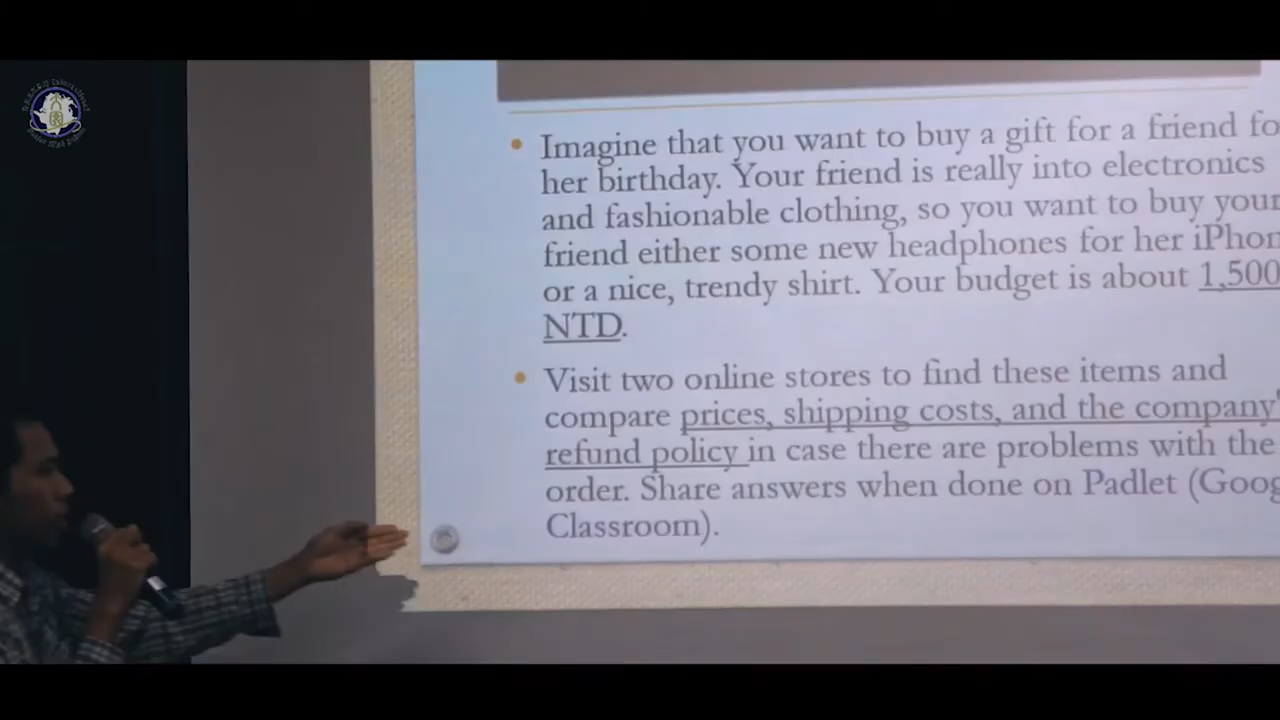 Imagine that you want to buy a gift for a friend fo
her birthday. Your friend is really into electronics
and fashionable clothing, so you want to buy your
friend either some new headphones for her iPhon
or a nice, trendy shirt. Your budget is about 1,500
NTD.
Visit two online stores to find these items and
compare prices, shipping costs, and the company'
refund policy in case there are problems with the
order. Share answers when done on Padlet (Goog
Classroom).